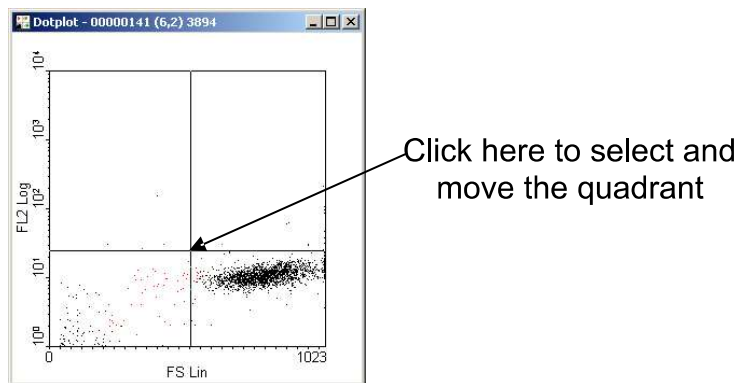 Dotplot - 00000141 (6,2) 3894
10⁴
10³
10²
10¹
10⁰
FL2 Log
0
1023
FS Lin
Click here to select and
move the quadrant